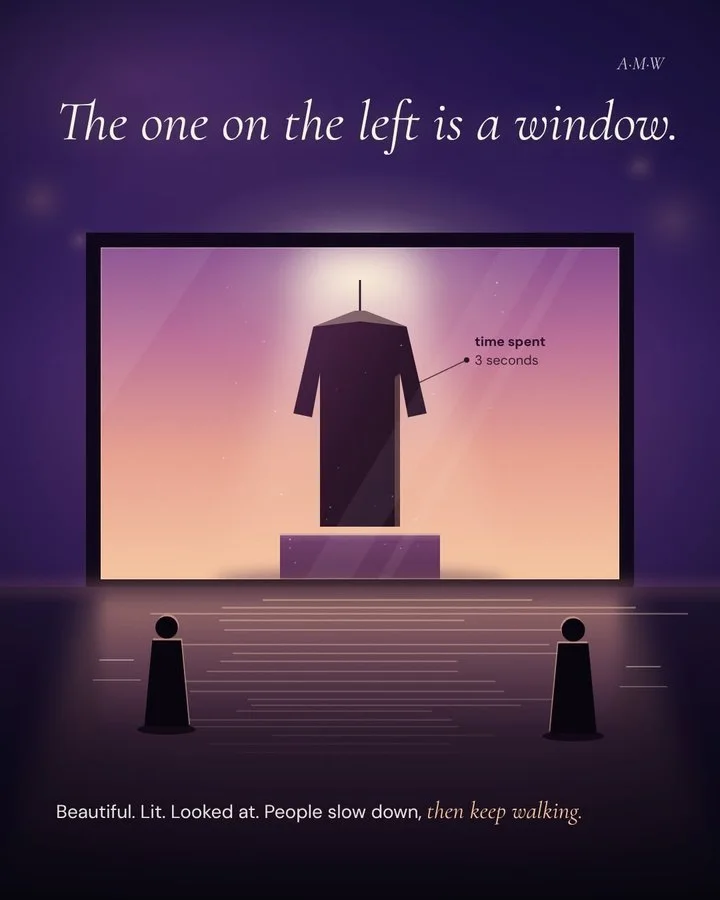 A·M·W
The one on the left is a window.
time spent
3 seconds
Beautiful. Lit. Looked at. People slow down, then keep walking.